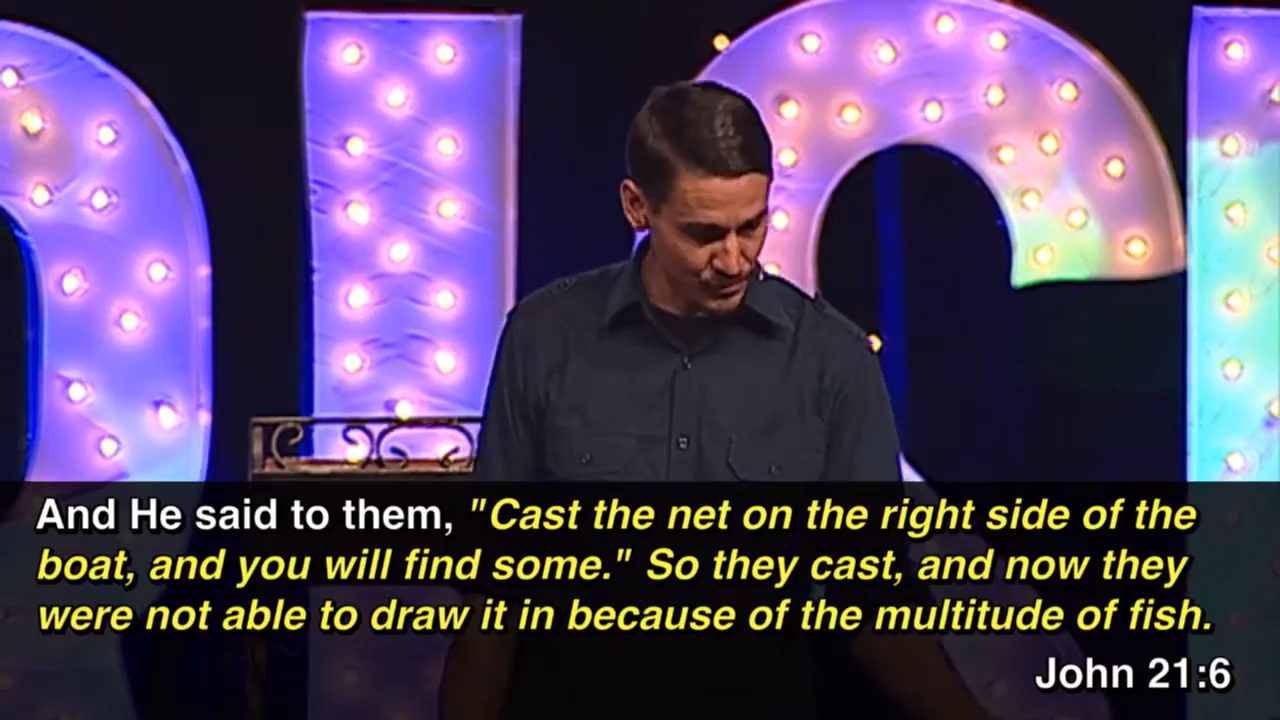 And He said to them, "Cast the net on the right side of the
boat, and you will find some." So they cast, and now they
were not able to draw it in because of the multitude of fish.
John 21:6